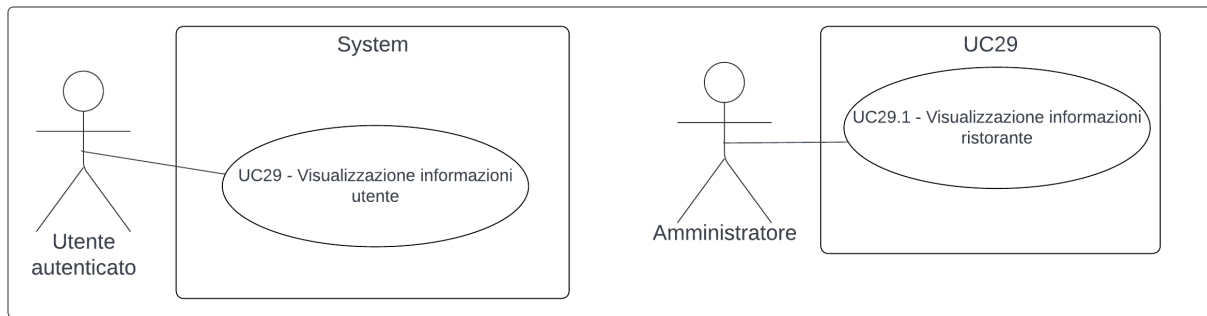 System
UC29 - Visualizzazione informazioni
utente
Utente
autenticato
UC29
UC29.1 - Visualizzazione informazioni
ristorante
Amministratore